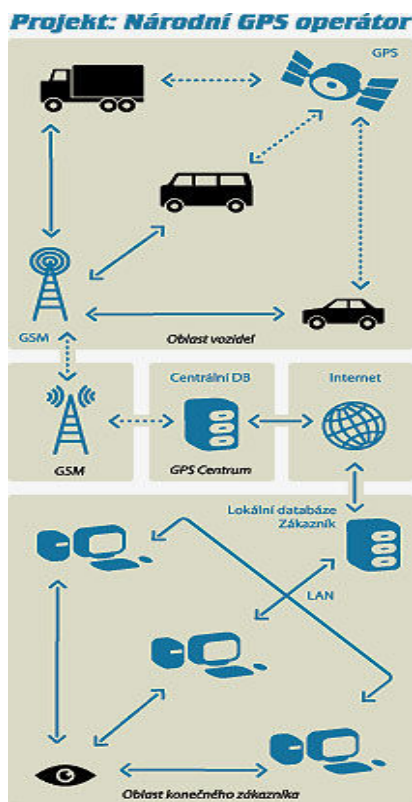 Projekt: Národní GPS operátor
GPS
GSM
Oblast vozidel
Centrální DB
Internet
GSM
GPS Centrum
Lokální databáze
Zákazník
LAN
Oblast konečného zákazníka